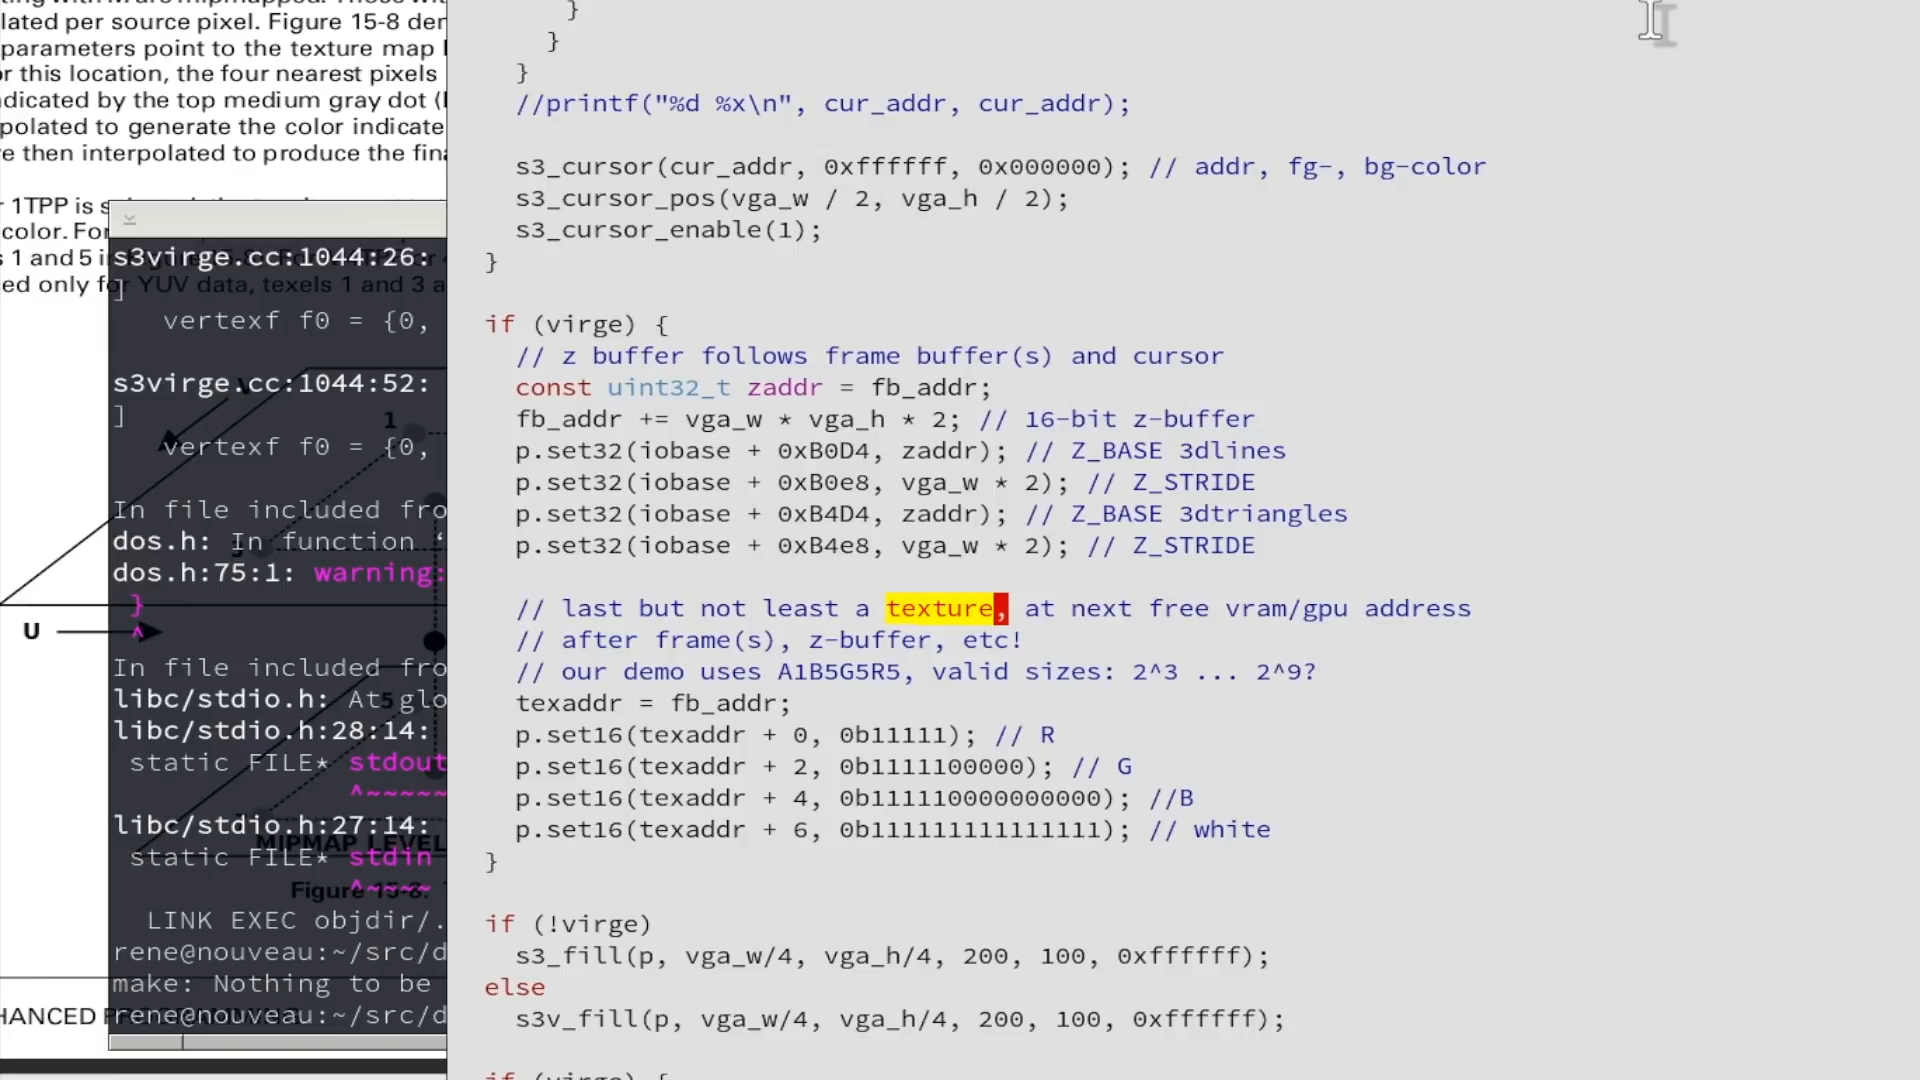 lated per source pixel. Figure 15-8 der
parameters point to the texture map
r this location, the four nearest pixels
dicated by the top medium gray dot (
polated to generate the color indicate
e then interpolated to produce the fina
1TPP is s
color. For
s 1 and 5 i
ed only for YUV data, texels 1 and 3 a
s3virge.cc:1044:26:
]
vertexf f0 = {0,
s3virge.cc:1044:52:
]
1
vertexf f0 = {0,
In file included fro
dos.h: In function ‘
dos.h:75:1: warning:
}
U
^
In file included fro
libc/stdio.h: At glo
libc/stdio.h:28:14:
static FILE* stdout
^~~~~~
libc/stdio.h:27:14:
MIPMAP LEVEL
static FILE* stdin
^~~~~
Figure 15-8.
LINK EXEC objdir/.
rene@nouveau:~/src/d
make: Nothing to be
HANCED
rene@nouveau:~/src/d
}
}
}
//printf("%d %x\n", cur_addr, cur_addr);
s3_cursor(cur_addr, 0xffffff, 0x000000); // addr, fg-, bg-color
s3_cursor_pos(vga_w / 2, vga_h / 2);
s3_cursor_enable(1);
}
if (virge) {
// z buffer follows frame buffer(s) and cursor
const uint32_t zaddr = fb_addr;
fb_addr += vga_w * vga_h * 2; // 16-bit z-buffer
p.set32(iobase + 0xB0D4, zaddr); // Z_BASE 3dlines
p.set32(iobase + 0xB0e8, vga_w * 2); // Z_STRIDE
p.set32(iobase + 0xB4D4, zaddr); // Z_BASE 3dtriangles
p.set32(iobase + 0xB4e8, vga_w * 2); // Z_STRIDE
// last but not least a texture, at next free vram/gpu address
// after frame(s), z-buffer, etc!
// our demo uses A1B5G5R5, valid sizes: 2^3 ... 2^9?
texaddr = fb_addr;
p.set16(texaddr + 0, 0b11111); // R
p.set16(texaddr + 2, 0b1111100000); // G
p.set16(texaddr + 4, 0b111110000000000); //B
p.set16(texaddr + 6, 0b111111111111111); // white
}
if (!virge)
s3_fill(p, vga_w/4, vga_h/4, 200, 100, 0xffffff);
else
s3v_fill(p, vga_w/4, vga_h/4, 200, 100, 0xffffff);
if (virge) {